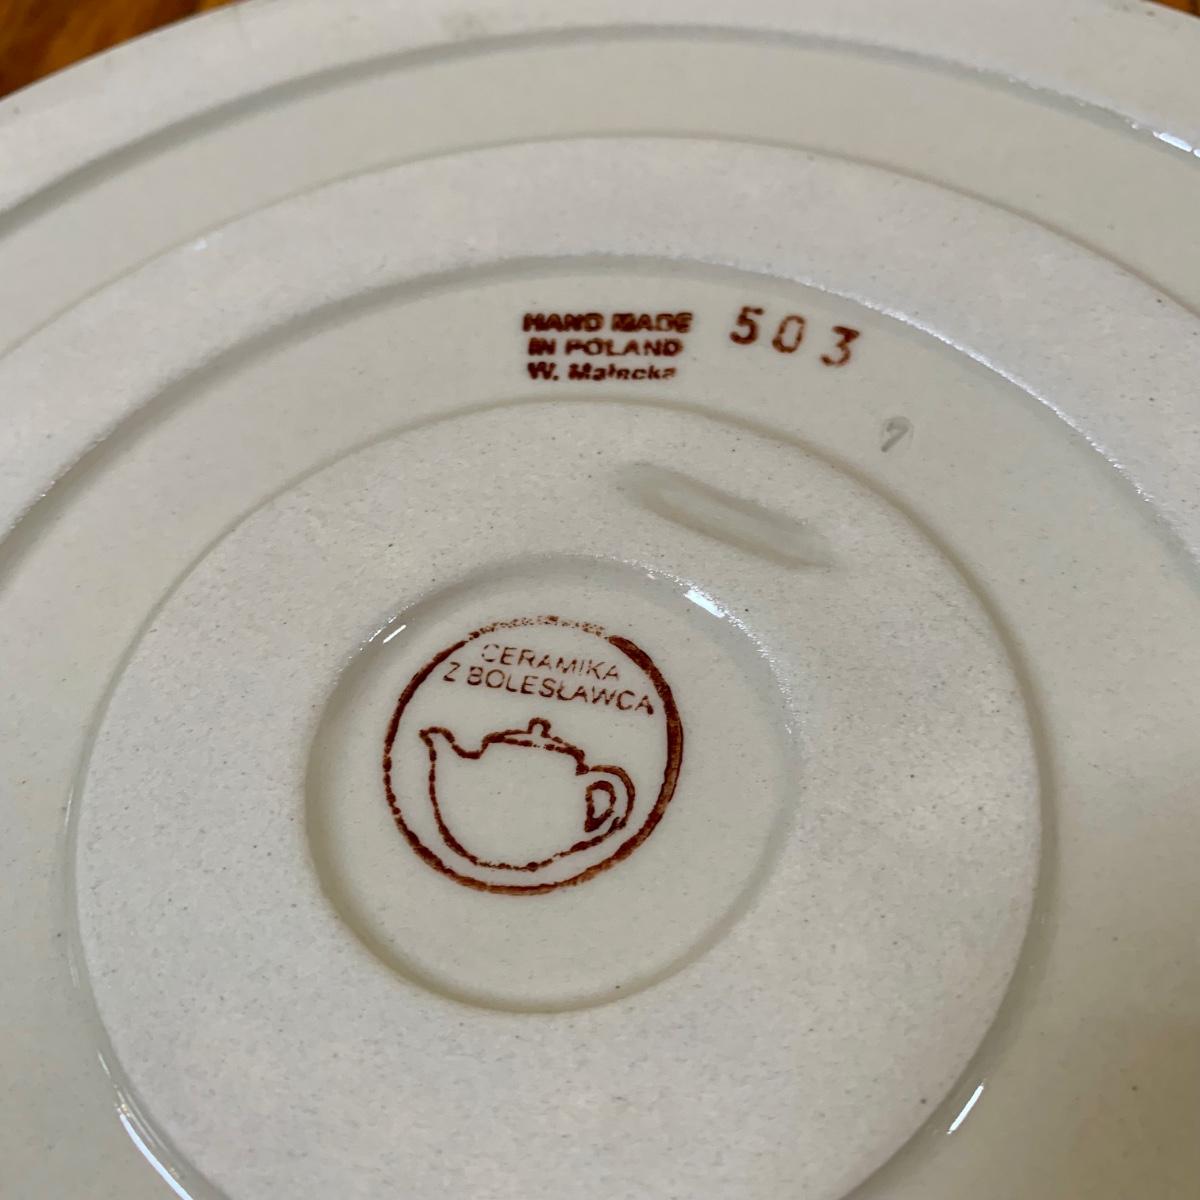 HAND MADE
IN POLAND
W. Małecka
503
CERAMIKA
Z BOLESŁAWCA